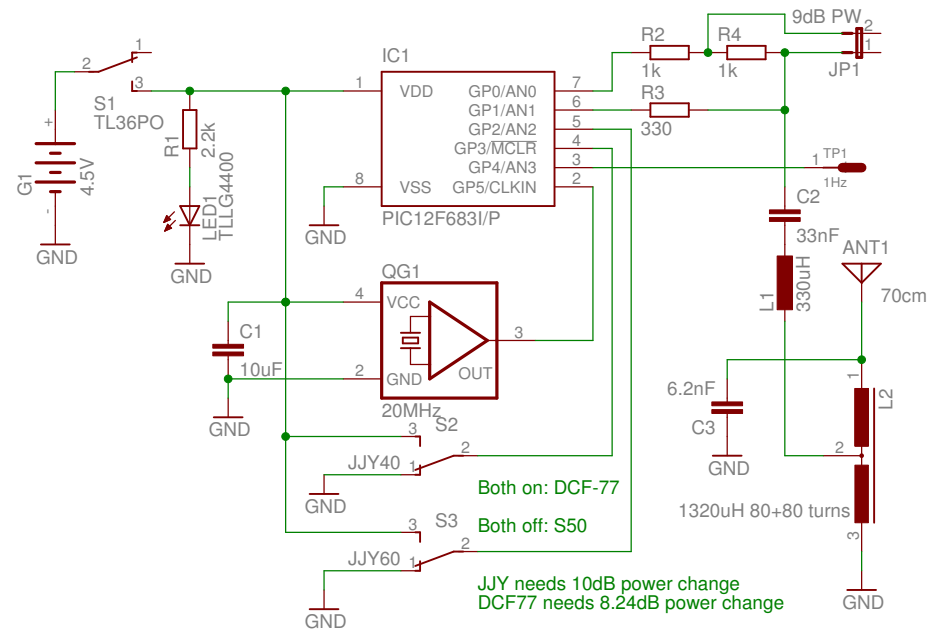 9dB PW
2
1
JP1
R2
1k
R4
1k
R3
330
IC1
1
VDD
8
VSS
GP0/AN0
7
GP1/AN1
6
GP2/AN2
5
GP3/MCLR
4
GP4/AN3
3
GP5/CLKIN
2
PIC12F683I/P
1
2
3
S1
TL36PO
+
G1
4.5V
-
GND
R1
2.2k
LED1
TLLG4400
GND
GND
1
TP1
1Hz
C2
33nF
L1
330uH
ANT1
70cm
QG1
4
VCC
3
OUT
2
GND
20MHz
C1
10uF
GND
6.2nF
C3
GND
1
L2
2
1320uH 80+80 turns
3
GND
3
S2
2
JJY40
1
GND
Both on: DCF-77
Both off: S50
3
S3
2
JJY60
1
GND
JJY needs 10dB power change
DCF77 needs 8.24dB power change